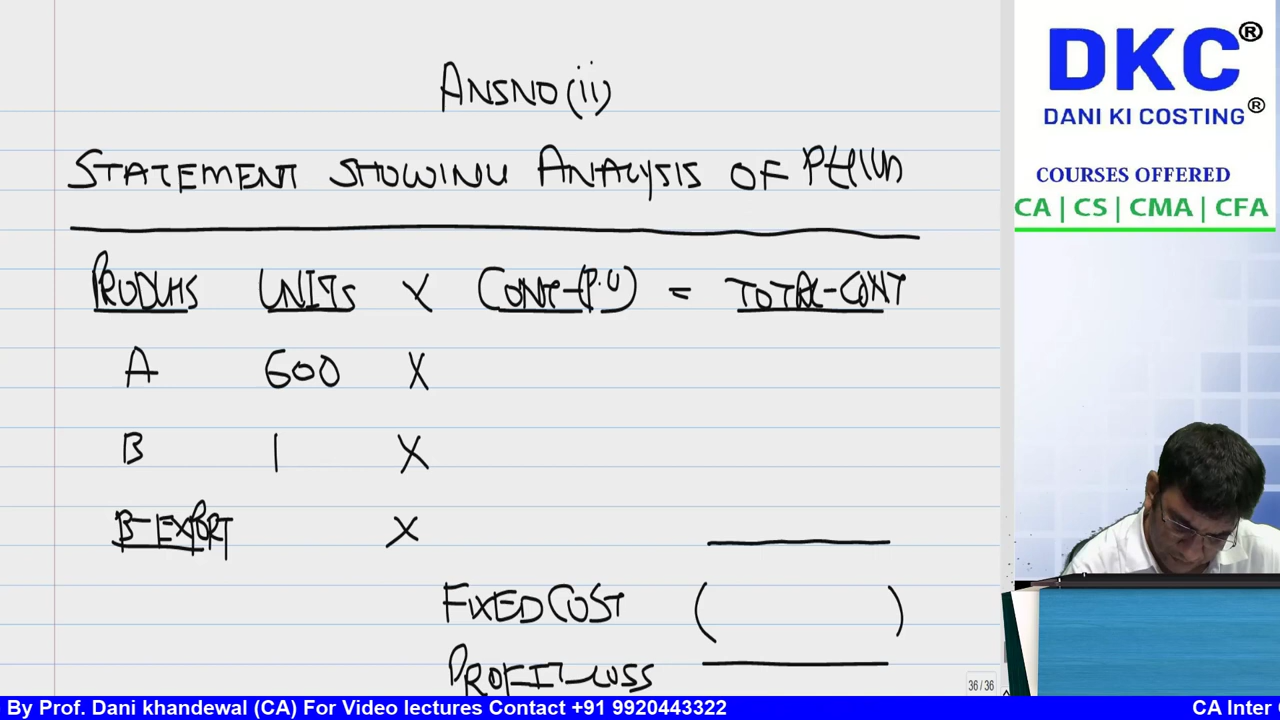 ANSNO(ii)
STATEMENT SHOWING ANALYSIS OF
PRODUCTS UNITS X CONT-(P.U) = TOTAL-CONT
A 600 X
B 1 X
B-EXPORT X
FIXED COST ( )
PROFIT-LOSS
36/36
DKC®
DANI KI COSTING®
COURSES OFFERED
CA | CS | CMA | CFA
By Prof. Dani khandewal (CA) For Video lectures Contact +91 9920443322
CA Inter